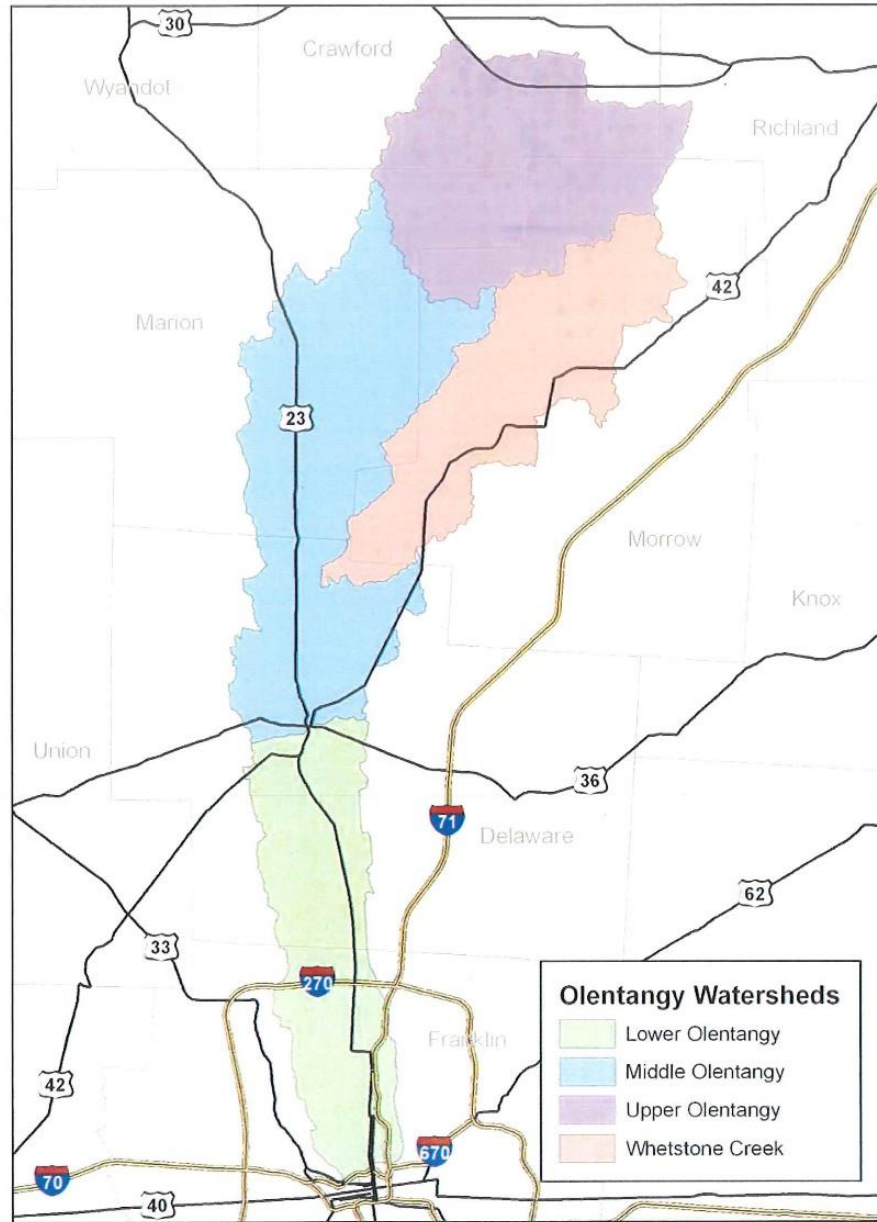 30
Crawford
Wyandot
Richland
42
Marion
23
Morrow
Knox
Union
36
71
Delaware
62
33
270
Franklin
42
670
70
40
Olentangy Watersheds
Lower Olentangy
Middle Olentangy
Upper Olentangy
Whetstone Creek